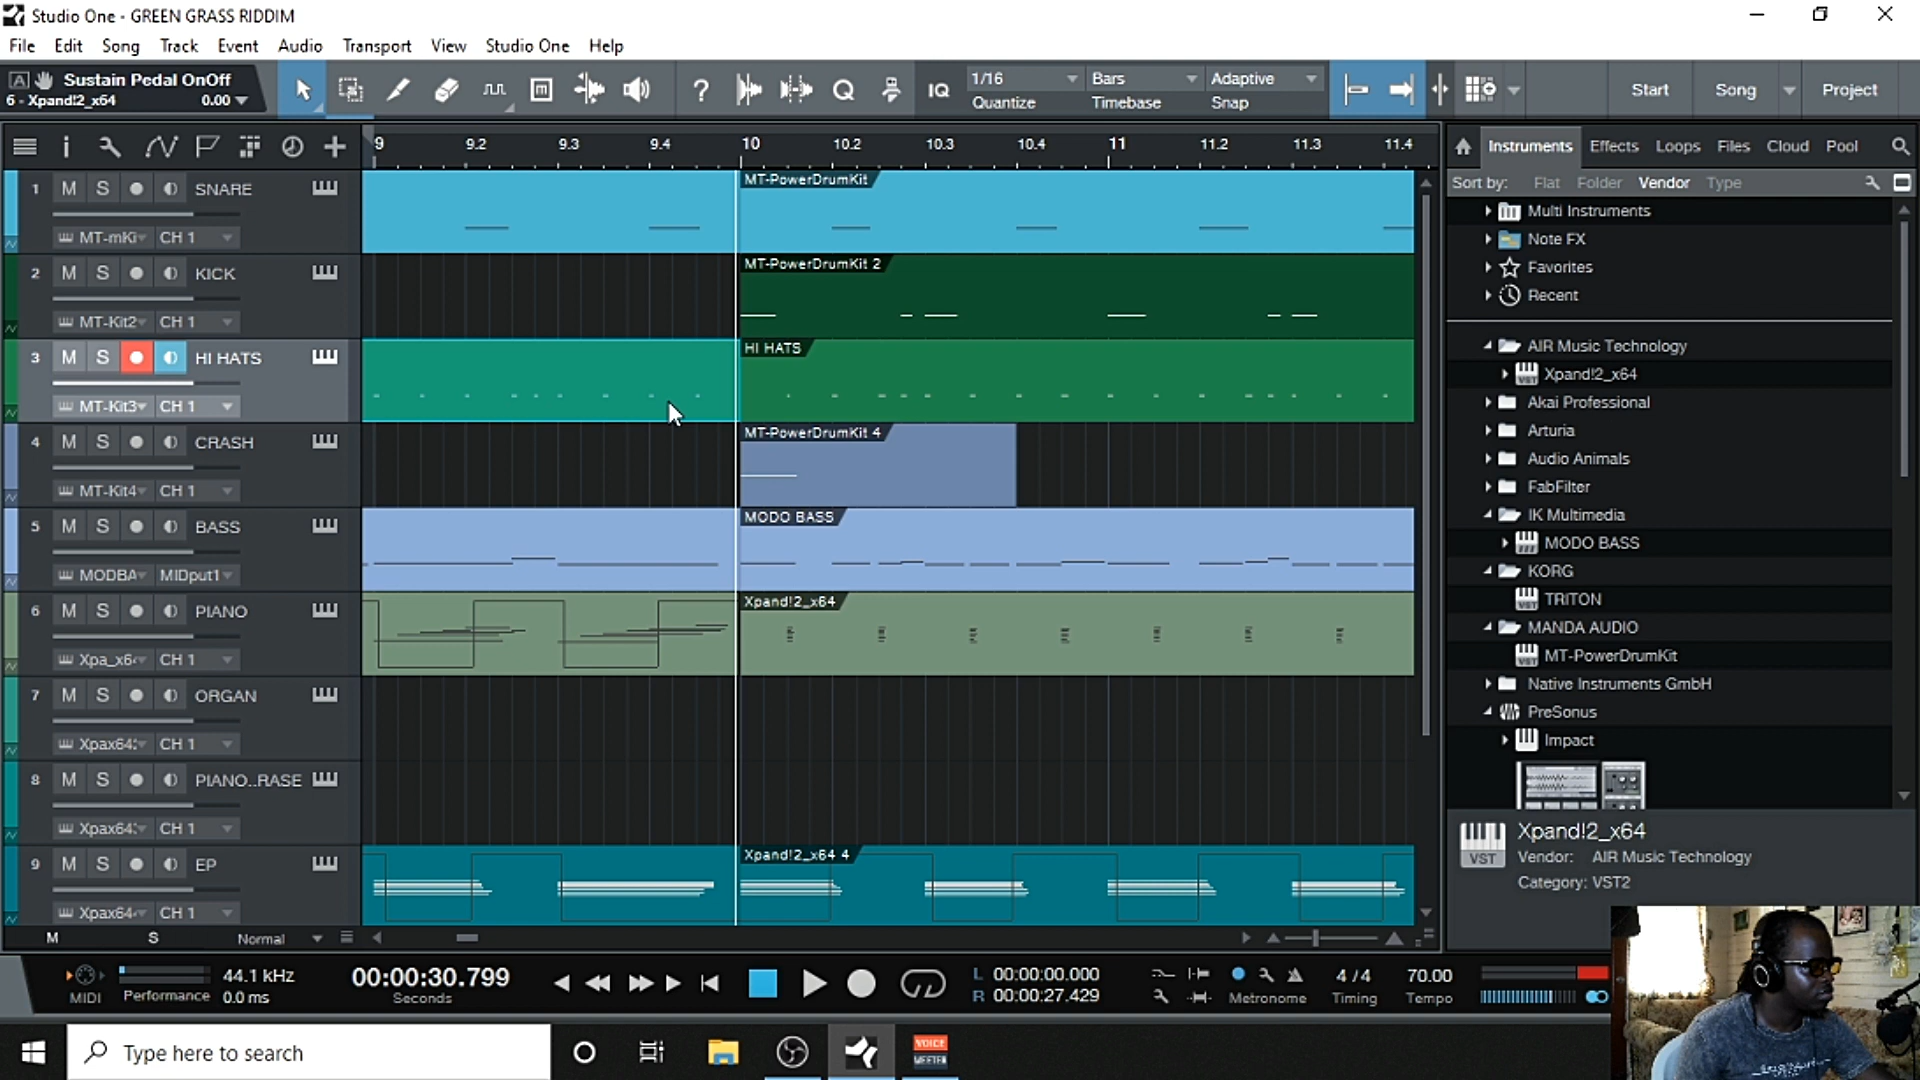 Studio One - GREEN GRASS RIDDIM
File Edit Song Track Event Audio Transport View Studio One Help
A Sustain Pedal OnOff
6 - Xpand!2_x64 0.00
? Q IQ
1/16 Bars Adaptive
Quantize Timebase Snap
Start Song Project
i
9 9.2 9.3 9.4 10 10.2 10.3 10.4 11 11.2 11.3 11.4
Instruments Effects Loops Files Cloud Pool
Sort by: Flat Folder Vendor Type
1 M S SNARE
MT-mKi CH 1
MT-PowerDrumKit
2 M S KICK
MT-Kit2 CH 1
MT-PowerDrumKit 2
3 M S HI HATS
MT-Kit3 CH 1
HI HATS
4 M S CRASH
MT-Kit4 CH 1
MT-PowerDrumKit 4
5 M S BASS
MODBA MIDput1
MODO BASS
6 M S PIANO
Xpa_x6 CH 1
Xpand!2_x64
7 M S ORGAN
Xpax64 CH 1
8 M S PIANO..RASE
Xpax64 CH 1
9 M S EP
Xpax64 CH 1
Xpand!2_x64 4
M S Normal
Multi Instruments
Note FX
Favorites
Recent
AIR Music Technology
Xpand!2_x64
Akai Professional
Arturia
Audio Animals
FabFilter
IK Multimedia
MODO BASS
KORG
TRITON
MANDA AUDIO
MT-PowerDrumKit
Native Instruments GmbH
PreSonus
Impact
VST
Xpand!2_x64
Vendor: AIR Music Technology
Category: VST2
MIDI
Performance
44.1 kHz
0.0 ms
00:00:30.799
Seconds
L 00:00:00.000
R 00:00:27.429
Metronome
4 / 4
Timing
70.00
Tempo
Type here to search
VOICE
MEETER